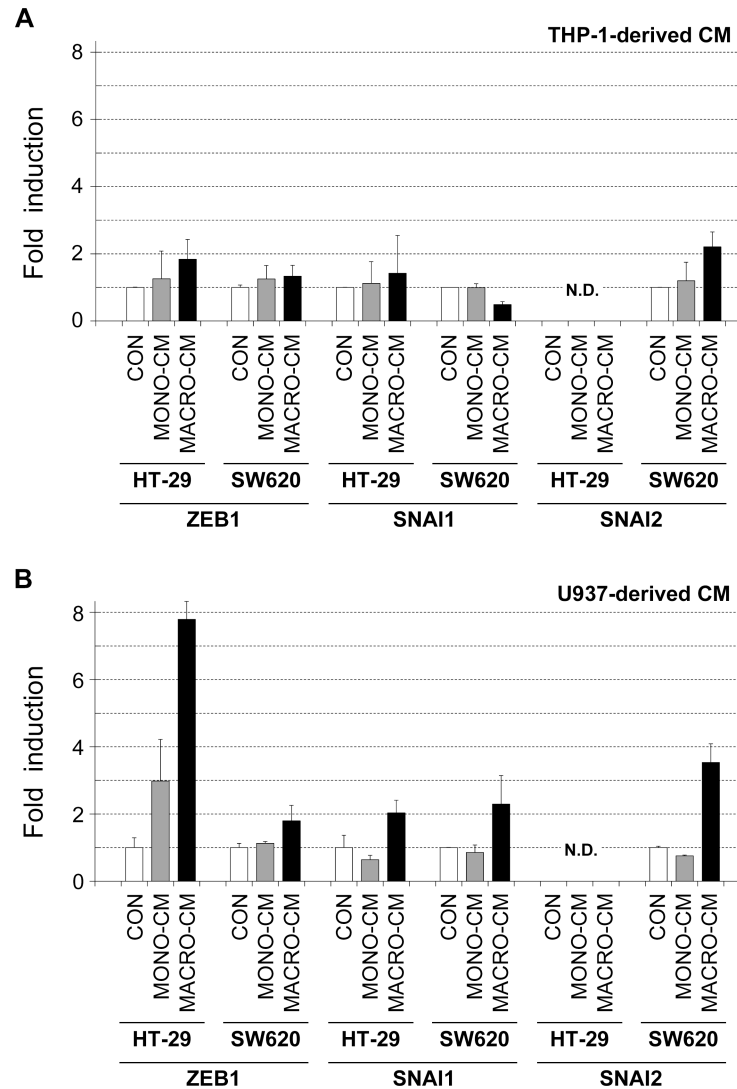 A
THP-1-derived CM
Fold induction
8
6
4
2
0
N.D.
CON
MONO-CM
MACRO-CM
CON
MONO-CM
MACRO-CM
CON
MONO-CM
MACRO-CM
CON
MONO-CM
MACRO-CM
CON
MONO-CM
MACRO-CM
CON
MONO-CM
MACRO-CM
HT-29 SW620 HT-29 SW620 HT-29 SW620
ZEB1 SNAI1 SNAI2
B
U937-derived CM
Fold induction
8
6
4
2
0
N.D.
CON
MONO-CM
MACRO-CM
CON
MONO-CM
MACRO-CM
CON
MONO-CM
MACRO-CM
CON
MONO-CM
MACRO-CM
CON
MONO-CM
MACRO-CM
CON
MONO-CM
MACRO-CM
HT-29 SW620 HT-29 SW620 HT-29 SW620
ZEB1 SNAI1 SNAI2